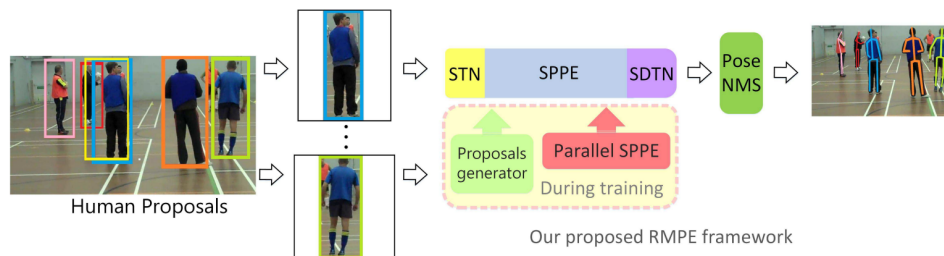 Human Proposals
STN
SPPE
SDTN
Pose
NMS
Proposals
generator
Parallel SPPE
During training
Our proposed RMPE framework